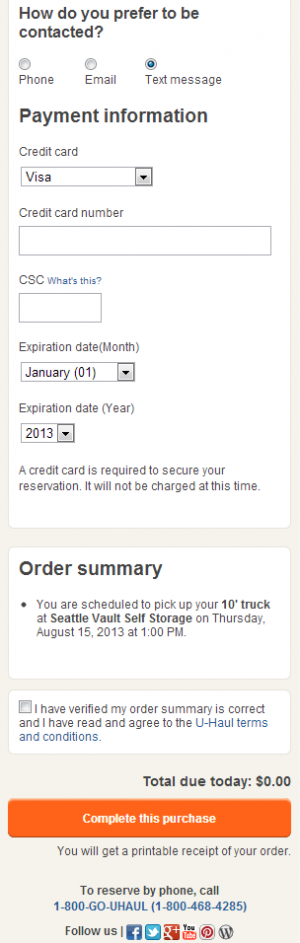 How do you prefer to be
contacted?
Phone Email Text message
Payment information
Credit card
Visa
Credit card number
CSC What's this?
Expiration date(Month)
January (01)
Expiration date (Year)
2013
A credit card is required to secure your
reservation. It will not be charged at this time.
Order summary
You are scheduled to pick up your 10' truck
at Seattle Vault Self Storage on Thursday,
August 15, 2013 at 1:00 PM.
I have verified my order summary is correct
and I have read and agree to the U-Haul terms
and conditions.
Total due today: $0.00
Complete this purchase
You will get a printable receipt of your order.
To reserve by phone, call
1-800-GO-UHAUL (1-800-468-4285)
Follow us |